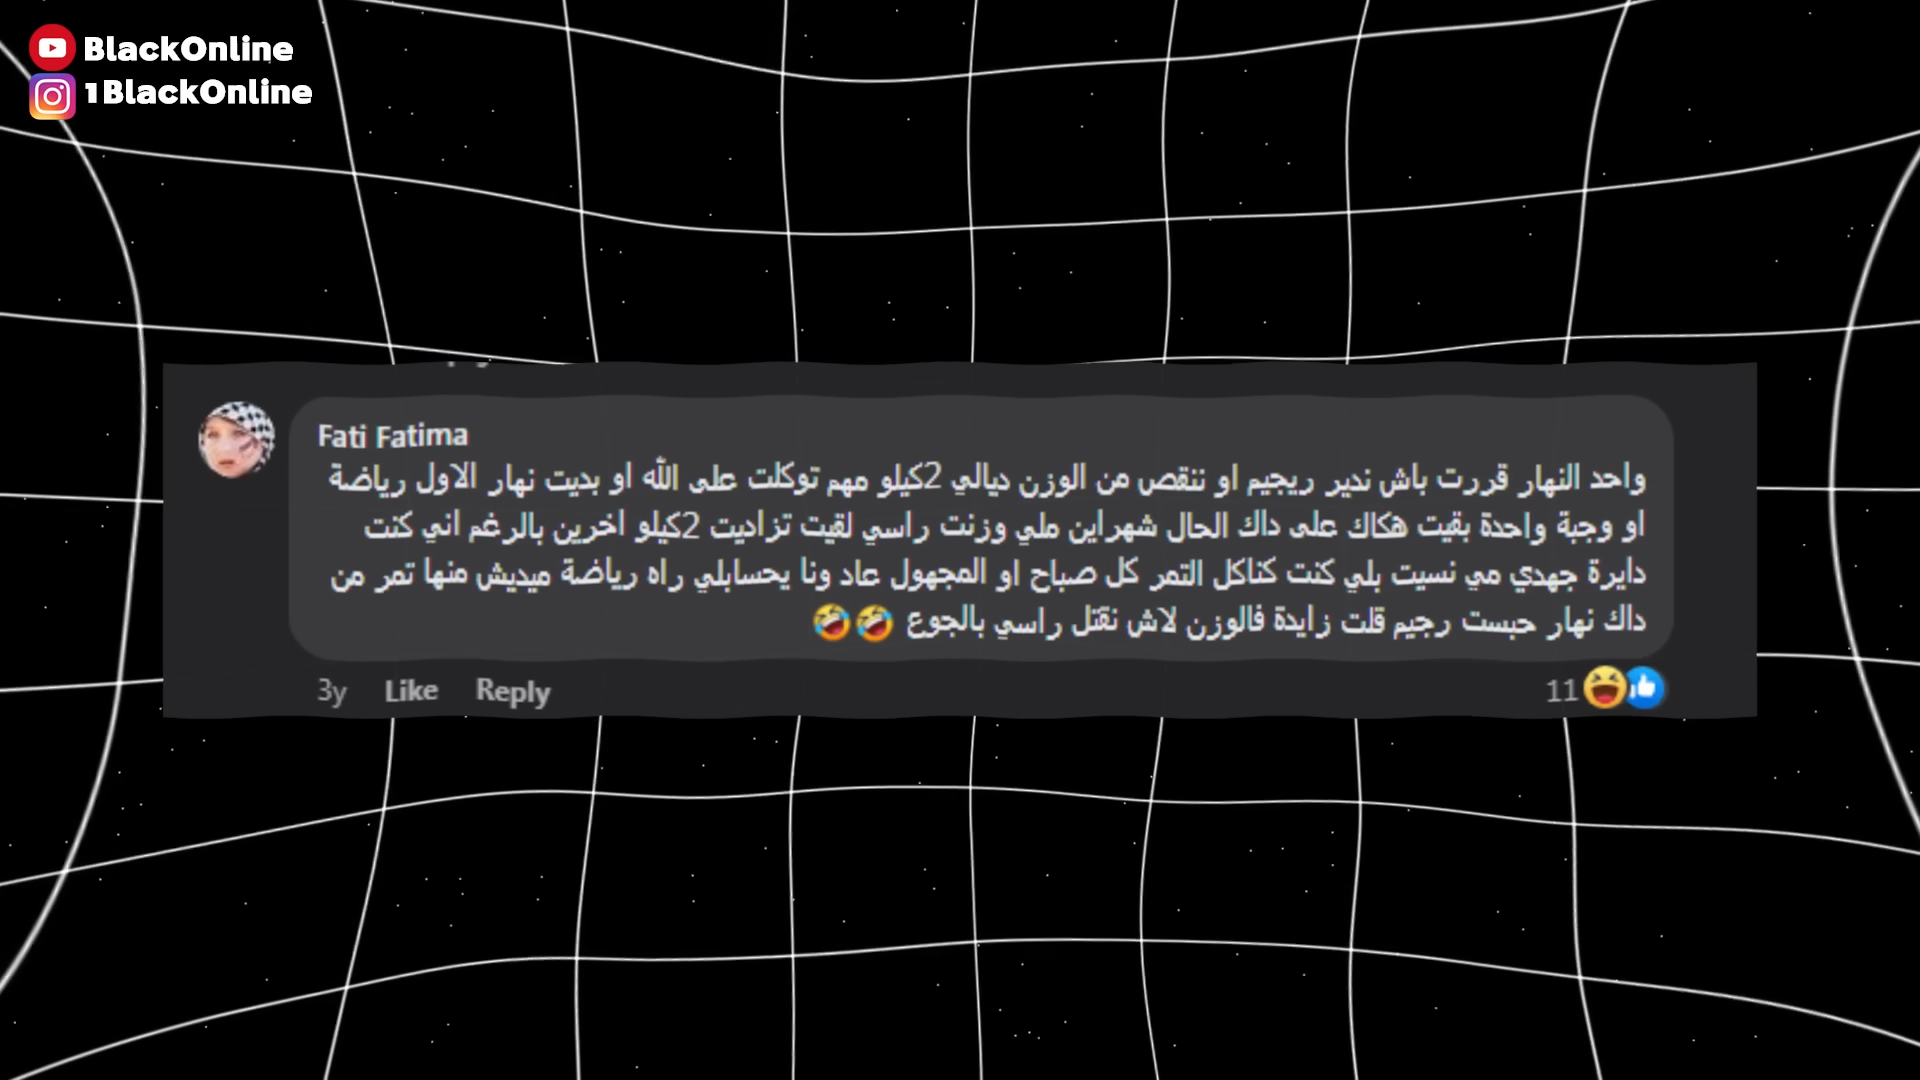 BlackOnline
1BlackOnline
Fati Fatima
واحد النهار قررت باش ندير ريجيم او ننقص من الوزن ديالي 2كيلو مهم توكلت على الله او بديت نهار الاول رياضة
او وجبة واحدة بقيت هكاك على داك الحال شهراين ملي وزنت راسي لقيت تزاديت 2كيلو اخرين بالرغم اني كنت
دايرة جهدي مي نسيت بلي كنت كناكل التمر كل صباح او المجهول عاد ونا يحسابلي راه رياضة ميديش منها تمر من
داك نهار حبست رجيم قلت زايدة فالوزن لاش نقتل راسي بالجوع 🤣🤣
3y Like Reply 11